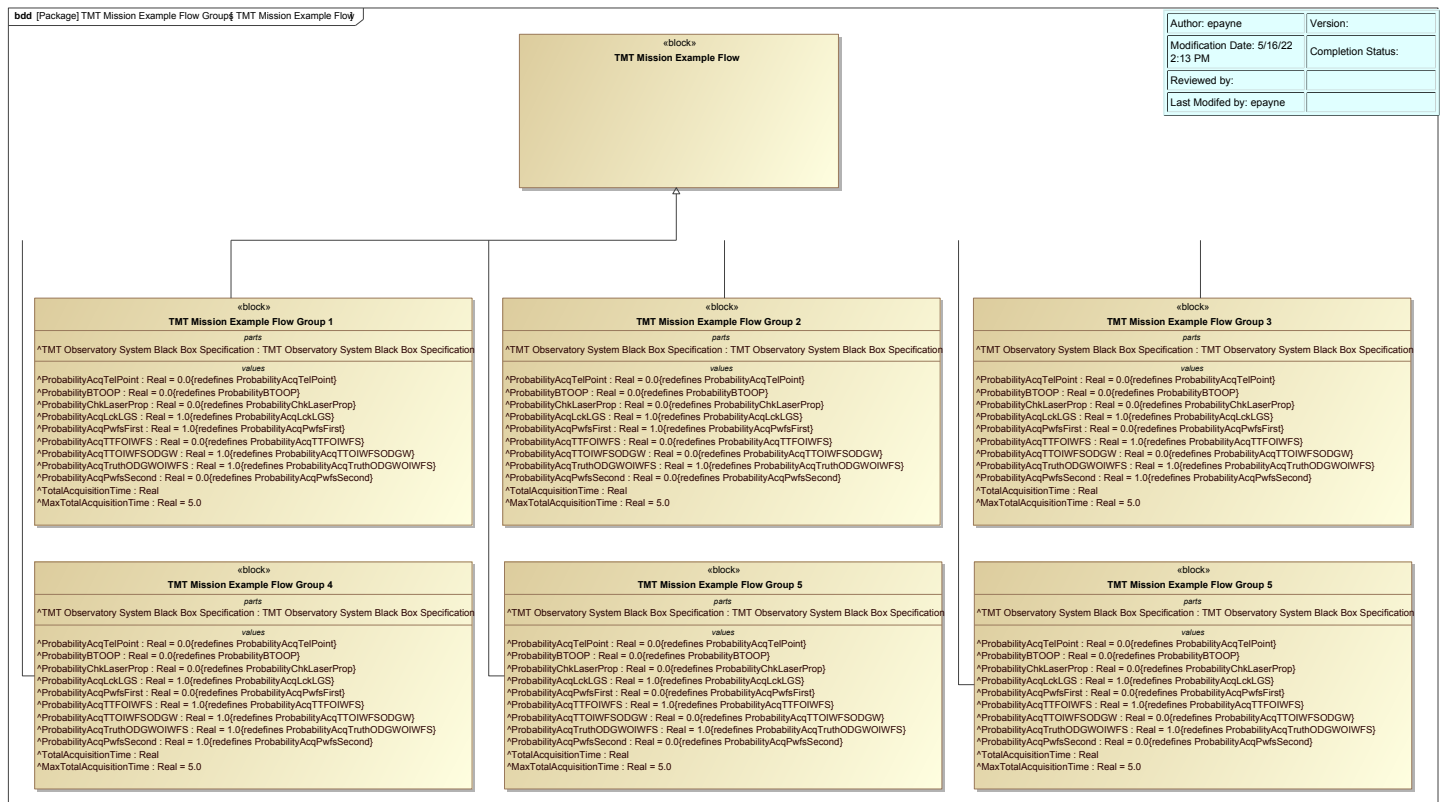 bdd [Package] TMT Mission Example Flow Groups[ TMT Mission Example Flow]
Author: epayne
Version:
Modification Date: 5/16/22 2:13 PM
Completion Status:
Reviewed by:
Last Modifed by: epayne
«block»
TMT Mission Example Flow
«block»
TMT Mission Example Flow Group 1
parts
^TMT Observatory System Black Box Specification : TMT Observatory System Black Box Specification
values
^ProbabilityAcqTelPoint : Real = 0.0{redefines ProbabilityAcqTelPoint}
^ProbabilityBTOOP : Real = 0.0{redefines ProbabilityBTOOP}
^ProbabilityChkLaserProp : Real = 0.0{redefines ProbabilityChkLaserProp}
^ProbabilityAcqLckLGS : Real = 1.0{redefines ProbabilityAcqLckLGS}
^ProbabilityAcqPwfsFirst : Real = 1.0{redefines ProbabilityAcqPwfsFirst}
^ProbabilityAcqTTFOIWFS : Real = 0.0{redefines ProbabilityAcqTTFOIWFS}
^ProbabilityAcqTTOIWFSODGW : Real = 1.0{redefines ProbabilityAcqTTOIWFSODGW}
^ProbabilityAcqTruthODGWOIWFS : Real = 1.0{redefines ProbabilityAcqTruthODGWOIWFS}
^ProbabilityAcqPwfsSecond : Real = 0.0{redefines ProbabilityAcqPwfsSecond}
^TotalAcquisitionTime : Real
^MaxTotalAcquisitionTime : Real = 5.0
«block»
TMT Mission Example Flow Group 2
parts
^TMT Observatory System Black Box Specification : TMT Observatory System Black Box Specification
values
^ProbabilityAcqTelPoint : Real = 0.0{redefines ProbabilityAcqTelPoint}
^ProbabilityBTOOP : Real = 0.0{redefines ProbabilityBTOOP}
^ProbabilityChkLaserProp : Real = 0.0{redefines ProbabilityChkLaserProp}
^ProbabilityAcqLckLGS : Real = 1.0{redefines ProbabilityAcqLckLGS}
^ProbabilityAcqPwfsFirst : Real = 1.0{redefines ProbabilityAcqPwfsFirst}
^ProbabilityAcqTTFOIWFS : Real = 1.0{redefines ProbabilityAcqTTFOIWFS}
^ProbabilityAcqTTOIWFSODGW : Real = 0.0{redefines ProbabilityAcqTTOIWFSODGW}
^ProbabilityAcqTruthODGWOIWFS : Real = 1.0{redefines ProbabilityAcqTruthODGWOIWFS}
^ProbabilityAcqPwfsSecond : Real = 0.0{redefines ProbabilityAcqPwfsSecond}
^TotalAcquisitionTime : Real
^MaxTotalAcquisitionTime : Real = 5.0
«block»
TMT Mission Example Flow Group 3
parts
^TMT Observatory System Black Box Specification : TMT Observatory System Black Box Specification
values
^ProbabilityAcqTelPoint : Real = 0.0{redefines ProbabilityAcqTelPoint}
^ProbabilityBTOOP : Real = 0.0{redefines ProbabilityBTOOP}
^ProbabilityChkLaserProp : Real = 0.0{redefines ProbabilityChkLaserProp}
^ProbabilityAcqLckLGS : Real = 1.0{redefines ProbabilityAcqLckLGS}
^ProbabilityAcqPwfsFirst : Real = 0.0{redefines ProbabilityAcqPwfsFirst}
^ProbabilityAcqTTFOIWFS : Real = 1.0{redefines ProbabilityAcqTTFOIWFS}
^ProbabilityAcqTTOIWFSODGW : Real = 0.0{redefines ProbabilityAcqTTOIWFSODGW}
^ProbabilityAcqTruthODGWOIWFS : Real = 1.0{redefines ProbabilityAcqTruthODGWOIWFS}
^ProbabilityAcqPwfsSecond : Real = 1.0{redefines ProbabilityAcqPwfsSecond}
^TotalAcquisitionTime : Real
^MaxTotalAcquisitionTime : Real = 5.0
«block»
TMT Mission Example Flow Group 4
parts
^TMT Observatory System Black Box Specification : TMT Observatory System Black Box Specification
values
^ProbabilityAcqTelPoint : Real = 0.0{redefines ProbabilityAcqTelPoint}
^ProbabilityBTOOP : Real = 0.0{redefines ProbabilityBTOOP}
^ProbabilityChkLaserProp : Real = 0.0{redefines ProbabilityChkLaserProp}
^ProbabilityAcqLckLGS : Real = 1.0{redefines ProbabilityAcqLckLGS}
^ProbabilityAcqPwfsFirst : Real = 0.0{redefines ProbabilityAcqPwfsFirst}
^ProbabilityAcqTTFOIWFS : Real = 1.0{redefines ProbabilityAcqTTFOIWFS}
^ProbabilityAcqTTOIWFSODGW : Real = 1.0{redefines ProbabilityAcqTTOIWFSODGW}
^ProbabilityAcqTruthODGWOIWFS : Real = 1.0{redefines ProbabilityAcqTruthODGWOIWFS}
^ProbabilityAcqPwfsSecond : Real = 1.0{redefines ProbabilityAcqPwfsSecond}
^TotalAcquisitionTime : Real
^MaxTotalAcquisitionTime : Real = 5.0
«block»
TMT Mission Example Flow Group 5
parts
^TMT Observatory System Black Box Specification : TMT Observatory System Black Box Specification
values
^ProbabilityAcqTelPoint : Real = 0.0{redefines ProbabilityAcqTelPoint}
^ProbabilityBTOOP : Real = 0.0{redefines ProbabilityBTOOP}
^ProbabilityChkLaserProp : Real = 0.0{redefines ProbabilityChkLaserProp}
^ProbabilityAcqLckLGS : Real = 1.0{redefines ProbabilityAcqLckLGS}
^ProbabilityAcqPwfsFirst : Real = 0.0{redefines ProbabilityAcqPwfsFirst}
^ProbabilityAcqTTFOIWFS : Real = 1.0{redefines ProbabilityAcqTTFOIWFS}
^ProbabilityAcqTTOIWFSODGW : Real = 0.0{redefines ProbabilityAcqTTOIWFSODGW}
^ProbabilityAcqTruthODGWOIWFS : Real = 1.0{redefines ProbabilityAcqTruthODGWOIWFS}
^ProbabilityAcqPwfsSecond : Real = 0.0{redefines ProbabilityAcqPwfsSecond}
^TotalAcquisitionTime : Real
^MaxTotalAcquisitionTime : Real = 5.0
«block»
TMT Mission Example Flow Group 5
parts
^TMT Observatory System Black Box Specification : TMT Observatory System Black Box Specification
values
^ProbabilityAcqTelPoint : Real = 0.0{redefines ProbabilityAcqTelPoint}
^ProbabilityBTOOP : Real = 0.0{redefines ProbabilityBTOOP}
^ProbabilityChkLaserProp : Real = 0.0{redefines ProbabilityChkLaserProp}
^ProbabilityAcqLckLGS : Real = 1.0{redefines ProbabilityAcqLckLGS}
^ProbabilityAcqPwfsFirst : Real = 0.0{redefines ProbabilityAcqPwfsFirst}
^ProbabilityAcqTTFOIWFS : Real = 1.0{redefines ProbabilityAcqTTFOIWFS}
^ProbabilityAcqTTOIWFSODGW : Real = 0.0{redefines ProbabilityAcqTTOIWFSODGW}
^ProbabilityAcqTruthODGWOIWFS : Real = 1.0{redefines ProbabilityAcqTruthODGWOIWFS}
^ProbabilityAcqPwfsSecond : Real = 0.0{redefines ProbabilityAcqPwfsSecond}
^TotalAcquisitionTime : Real
^MaxTotalAcquisitionTime : Real = 5.0